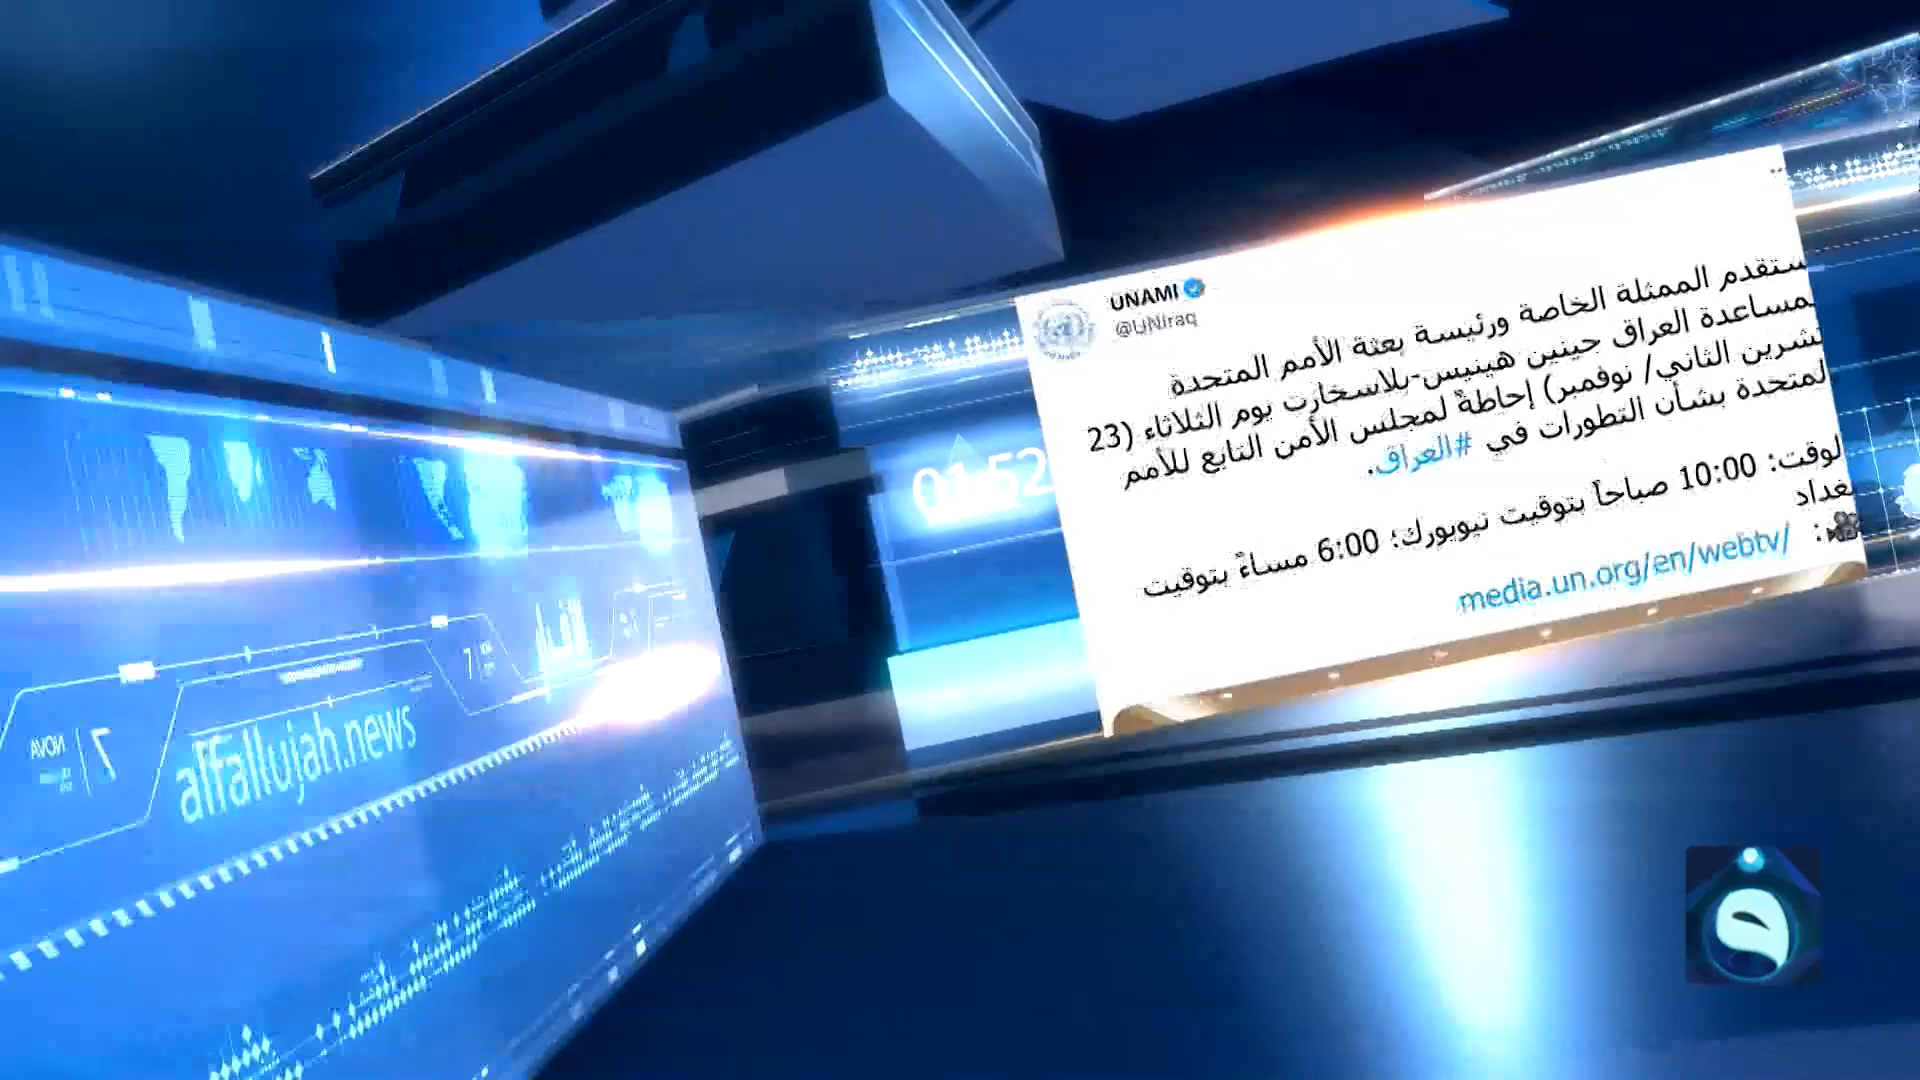 UNAMI
@UNIraq
ستقدم الممثلة الخاصة ورئيسة بعثة الأمم المتحدة
لمساعدة العراق جينين هينيس-بلاسخارت يوم الثلاثاء (23
تشرين الثاني/ نوفمبر) إحاطةً لمجلس الأمن التابع للأمم
المتحدة بشأن التطورات في #العراق.
الوقت: 10:00 صباحاً بتوقيت نيويورك؛ 6:00 مساءً بتوقيت
بغداد
:
media.un.org/en/webtv/
01:52
alfallujah.news